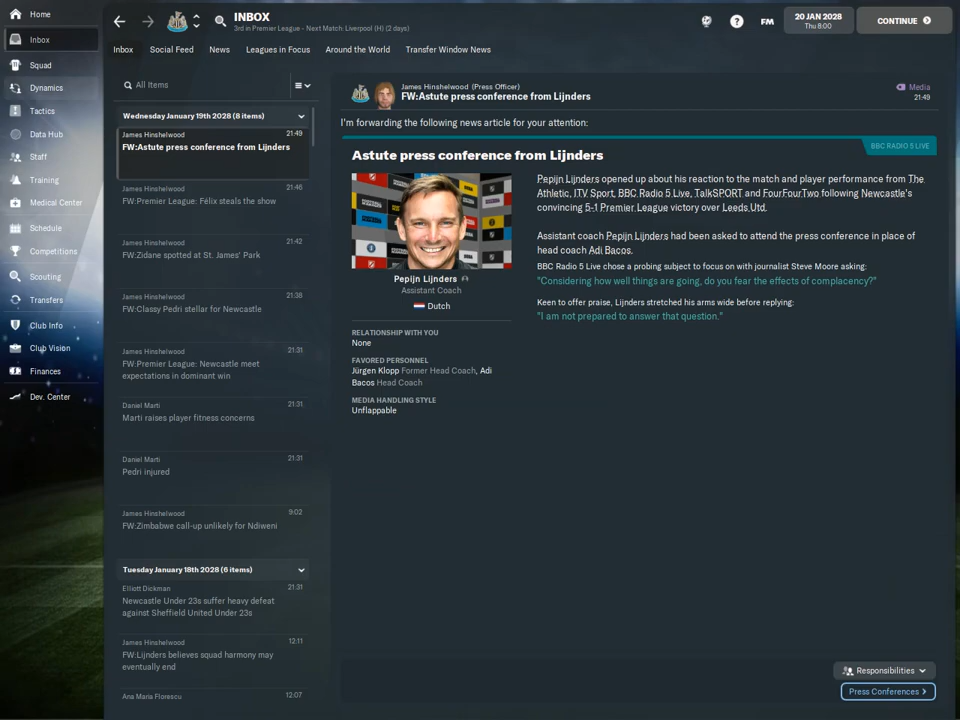 Home
INBOX
3rd in Premier League - Next Match: Liverpool (H) (2 days)
FM
20 JAN 2028
Thu 8:00
CONTINUE
Inbox
Squad
Dynamics
Tactics
Data Hub
Staff
Training
Medical Center
Schedule
Competitions
Scouting
Transfers
Club Info
Club Vision
Finances
Dev. Center
Inbox
Social Feed
News
Leagues in Focus
Around the World
Transfer Window News
All Items
Wednesday January 19th 2028 (8 items)
James Hinshelwood 21:49
FW:Astute press conference from Lijnders
James Hinshelwood 21:46
FW:Premier League: Félix steals the show
James Hinshelwood 21:42
FW:Zidane spotted at St. James' Park
James Hinshelwood 21:38
FW:Classy Pedri stellar for Newcastle
James Hinshelwood 21:31
FW:Premier League: Newcastle meet
expectations in dominant win
Daniel Marti 21:31
Marti raises player fitness concerns
Daniel Marti 21:31
Pedri injured
James Hinshelwood 9:02
FW:Zimbabwe call-up unlikely for Ndiweni
Tuesday January 18th 2028 (6 items)
Elliott Dickman 21:31
Newcastle Under 23s suffer heavy defeat
against Sheffield United Under 23s
James Hinshelwood 12:11
FW:Lijnders believes squad harmony may
eventually end
Ana Maria Florescu 12:07
James Hinshelwood (Press Officer)
FW:Astute press conference from Lijnders
Media
21:49
I'm forwarding the following news article for your attention:
BBC RADIO 5 LIVE
Astute press conference from Lijnders
Pepijn Lijnders
Assistant Coach
Dutch
RELATIONSHIP WITH YOU
None
FAVORED PERSONNEL
Jürgen Klopp Former Head Coach, Adi
Bacos Head Coach
MEDIA HANDLING STYLE
Unflappable
Pepijn Lijnders opened up about his reaction to the match and player performance from The
Athletic, ITV Sport, BBC Radio 5 Live, TalkSPORT and FourFourTwo following Newcastle's
convincing 5-1 Premier League victory over Leeds Utd.
Assistant coach Pepijn Lijnders had been asked to attend the press conference in place of
head coach Adi Bacos.
BBC Radio 5 Live chose a probing subject to focus on with journalist Steve Moore asking:
"Considering how well things are going, do you fear the effects of complacency?"
Keen to offer praise, Lijnders stretched his arms wide before replying:
"I am not prepared to answer that question."
Responsibilities
Press Conferences